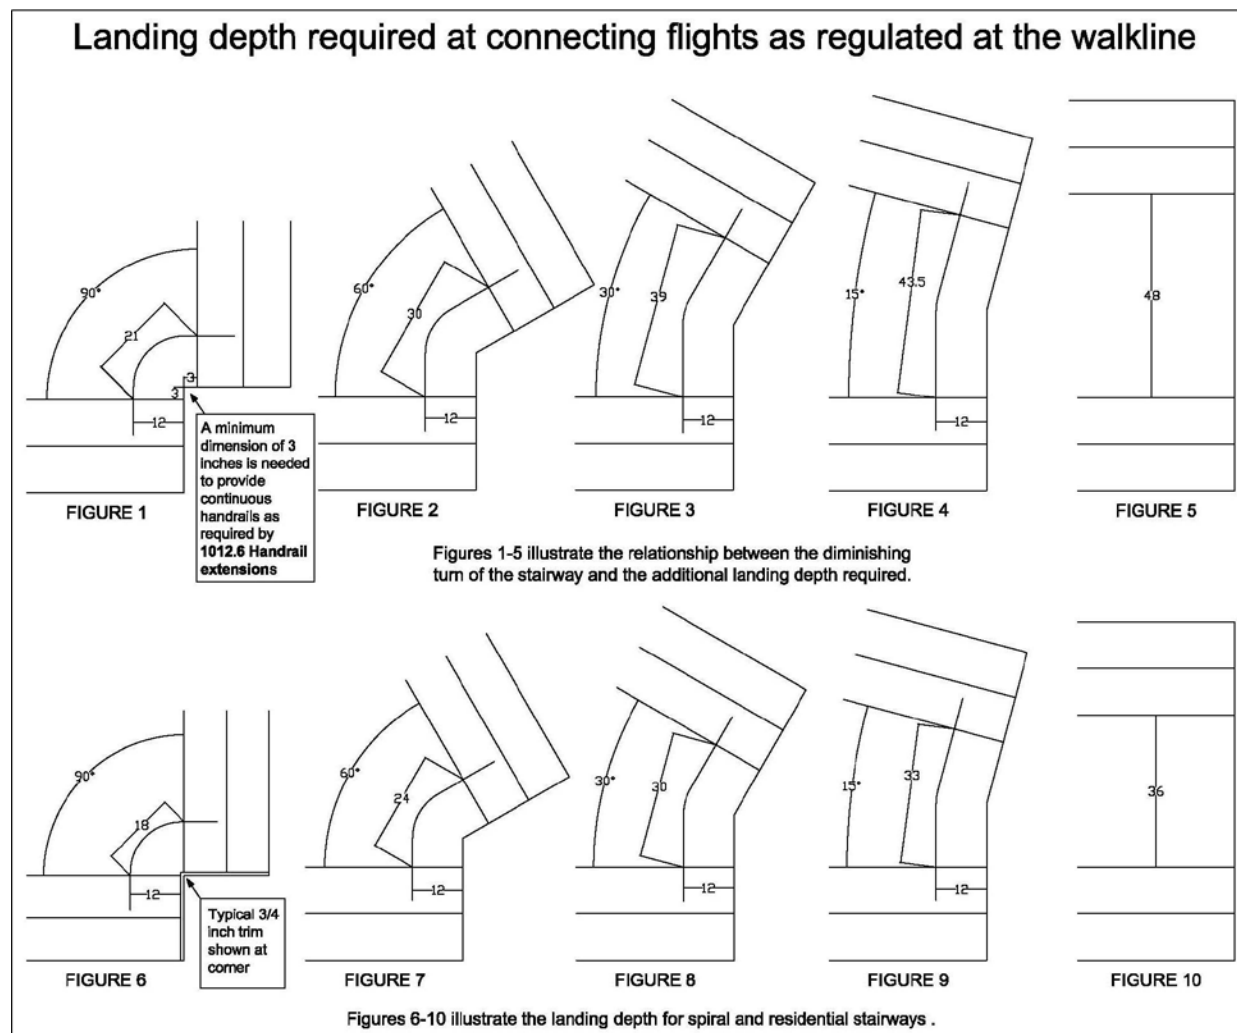 Landing depth required at connecting flights as regulated at the walkline
90°
21
3
3
12
A minimum
dimension of 3
inches is needed
to provide
continuous
handrails as
required by
1012.6 Handrail
extensions
FIGURE 1
60°
30
12
FIGURE 2
30°
39
12
FIGURE 3
15°
43.5
12
FIGURE 4
48
FIGURE 5
Figures 1-5 illustrate the relationship between the diminishing
turn of the stairway and the additional landing depth required.
90°
18
12
Typical 3/4
inch trim
shown at
corner
FIGURE 6
60°
24
12
FIGURE 7
30°
30
12
FIGURE 8
15°
33
12
FIGURE 9
36
FIGURE 10
Figures 6-10 illustrate the landing depth for spiral and residential stairways .